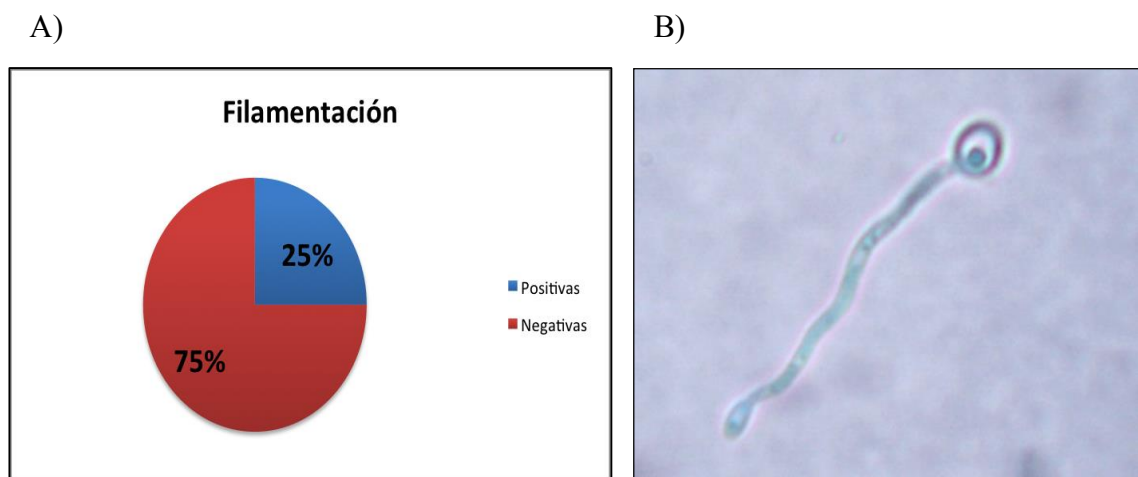 A)
B)
Filamentación
25%
75%
Positivas
Negativas